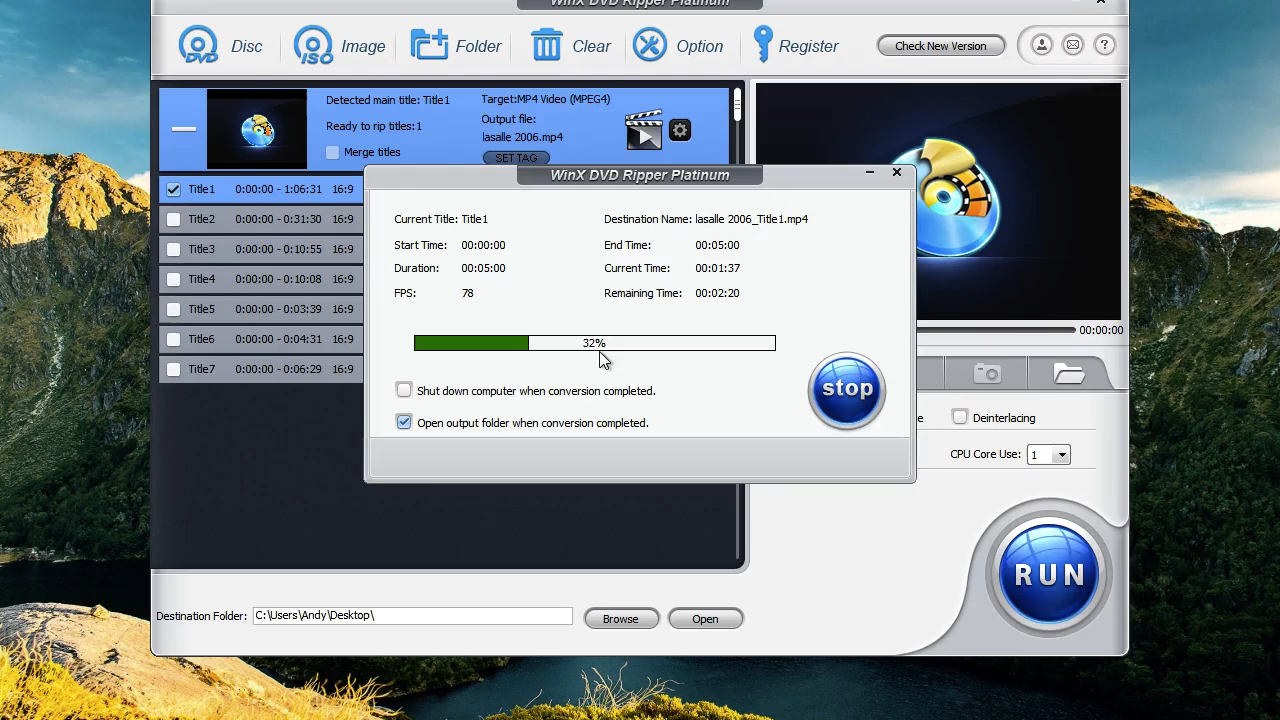 WinX DVD Ripper Platinum
Disc
Image
Folder
Clear
Option
Register
Check New Version
DVD
ISO
?
Detected main title: Title1
Target:MP4 Video (MPEG4)
Ready to rip titles:1
Output file:
lasalle 2006.mp4
Merge titles
SET TAG
Title1 0:00:00 - 1:06:31 16:9
Title2 0:00:00 - 0:31:30 16:9
Title3 0:00:00 - 0:10:55 16:9
Title4 0:00:00 - 0:10:08 16:9
Title5 0:00:00 - 0:03:39 16:9
Title6 0:00:00 - 0:04:31 16:9
Title7 0:00:00 - 0:06:29 16:9
WinX DVD Ripper Platinum
Current Title: Title1
Destination Name: lasalle 2006_Title1.mp4
Start Time: 00:00:00
End Time: 00:05:00
Duration: 00:05:00
Current Time: 00:01:37
FPS: 78
Remaining Time: 00:02:20
32%
Shut down computer when conversion completed.
Open output folder when conversion completed.
stop
00:00:00
e
Deinterlacing
CPU Core Use: 1
RUN
Destination Folder: C:\Users\Andy\Desktop\
Browse
Open